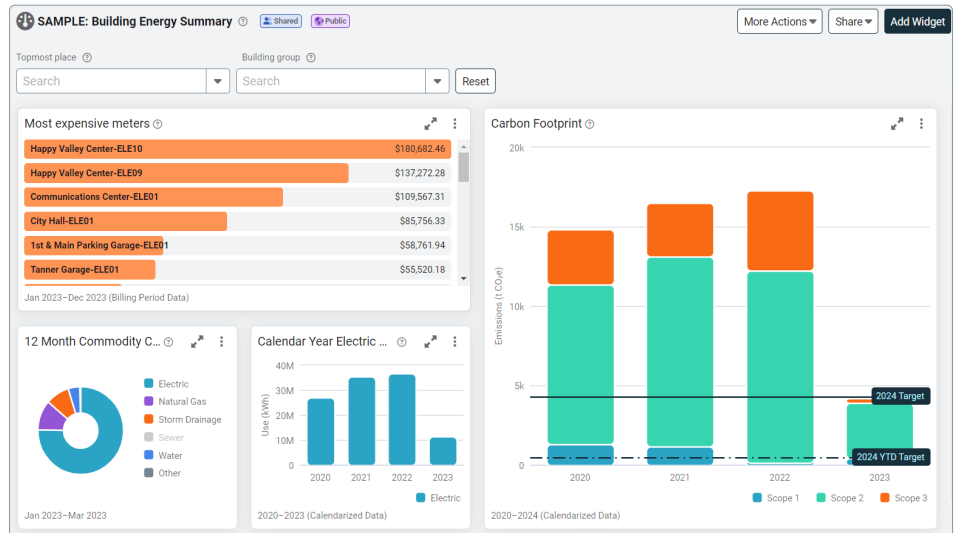 SAMPLE: Building Energy Summary
Shared
Public
More Actions
Share
Add Widget
Topmost place
Building group
Search
Search
Reset
Most expensive meters
Happy Valley Center-ELE10 $180,682.46
Happy Valley Center-ELE09 $137,272.28
Communications Center-ELE01 $109,567.31
City Hall-ELE01 $85,756.33
1st & Main Parking Garage-ELE01 $58,761.94
Tanner Garage-ELE01 $55,520.18
Jan 2023–Dec 2023 (Billing Period Data)
12 Month Commodity C...
Electric
Natural Gas
Storm Drainage
Sewer
Water
Other
Jan 2023–Mar 2023
Calendar Year Electric ...
Use (kWh)
40M
30M
20M
10M
0
2020 2021 2022 2023
Electric
2020–2023 (Calendarized Data)
Carbon Footprint
Emissions (t CO₂e)
20k
15k
10k
5k
0
2024 Target
2024 YTD Target
2020 2021 2022 2023
Scope 1 Scope 2 Scope 3
2020–2024 (Calendarized Data)